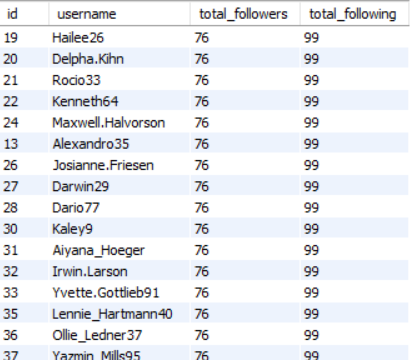 id username total_followers total_following
19 Hailee26 76 99
20 Delpha.Kihn 76 99
21 Rocio33 76 99
22 Kenneth64 76 99
24 Maxwell.Halvorson 76 99
13 Alexandro35 76 99
26 Josianne.Friesen 76 99
27 Darwin29 76 99
28 Dario77 76 99
30 Kaley9 76 99
31 Aiyana_Hoeger 76 99
32 Irwin.Larson 76 99
33 Yvette.Gottlieb91 76 99
35 Lennie_Hartmann40 76 99
36 Ollie_Ledner37 76 99
37 Yazmin_Mills95 76 99